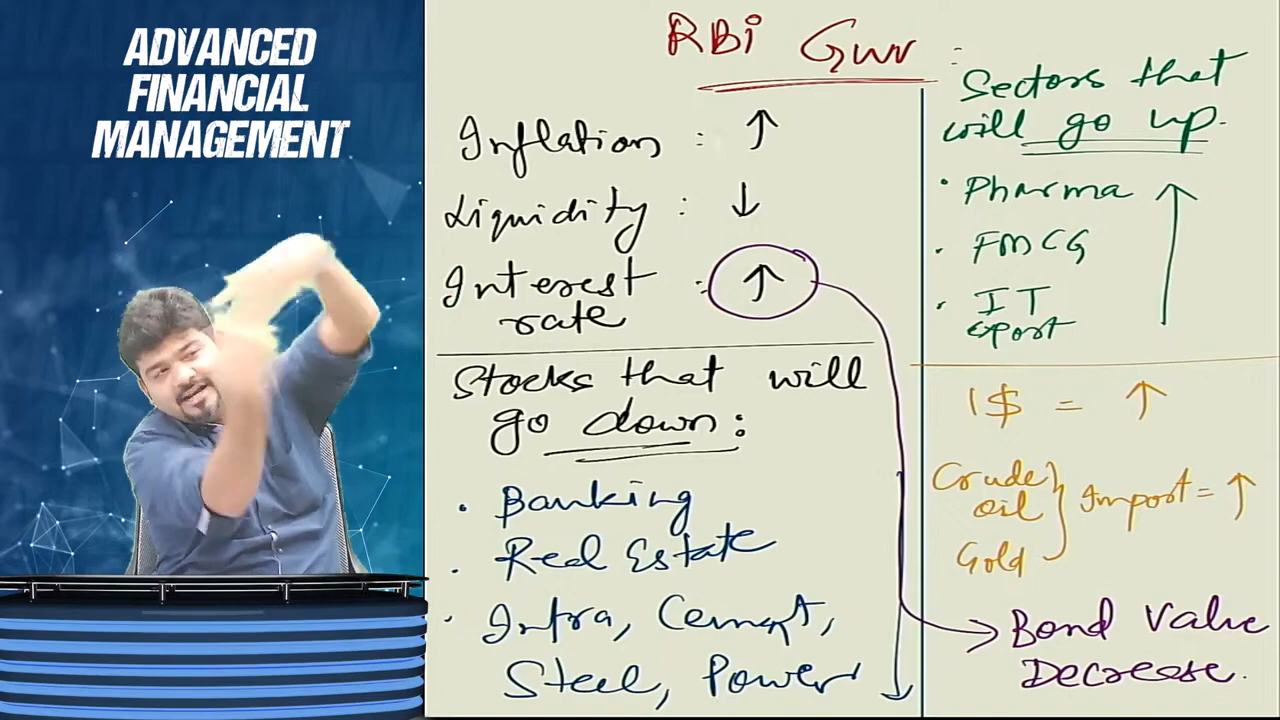 ADVANCED
FINANCIAL
MANAGEMENT
RBi Guv
Inflation : ↑
Liquidity : ↓
Interest : ↑
rate
Stocks that will
go down :
• Banking
• Real Estate
• Infra, Cement,
Steel, Power ↓
Sectors that
will go up.
• Pharma ↑
• FMCG
• IT
export
1$ = ↑
Crude
oil } Import = ↑
Gold
→ Bond Value
Decrease.